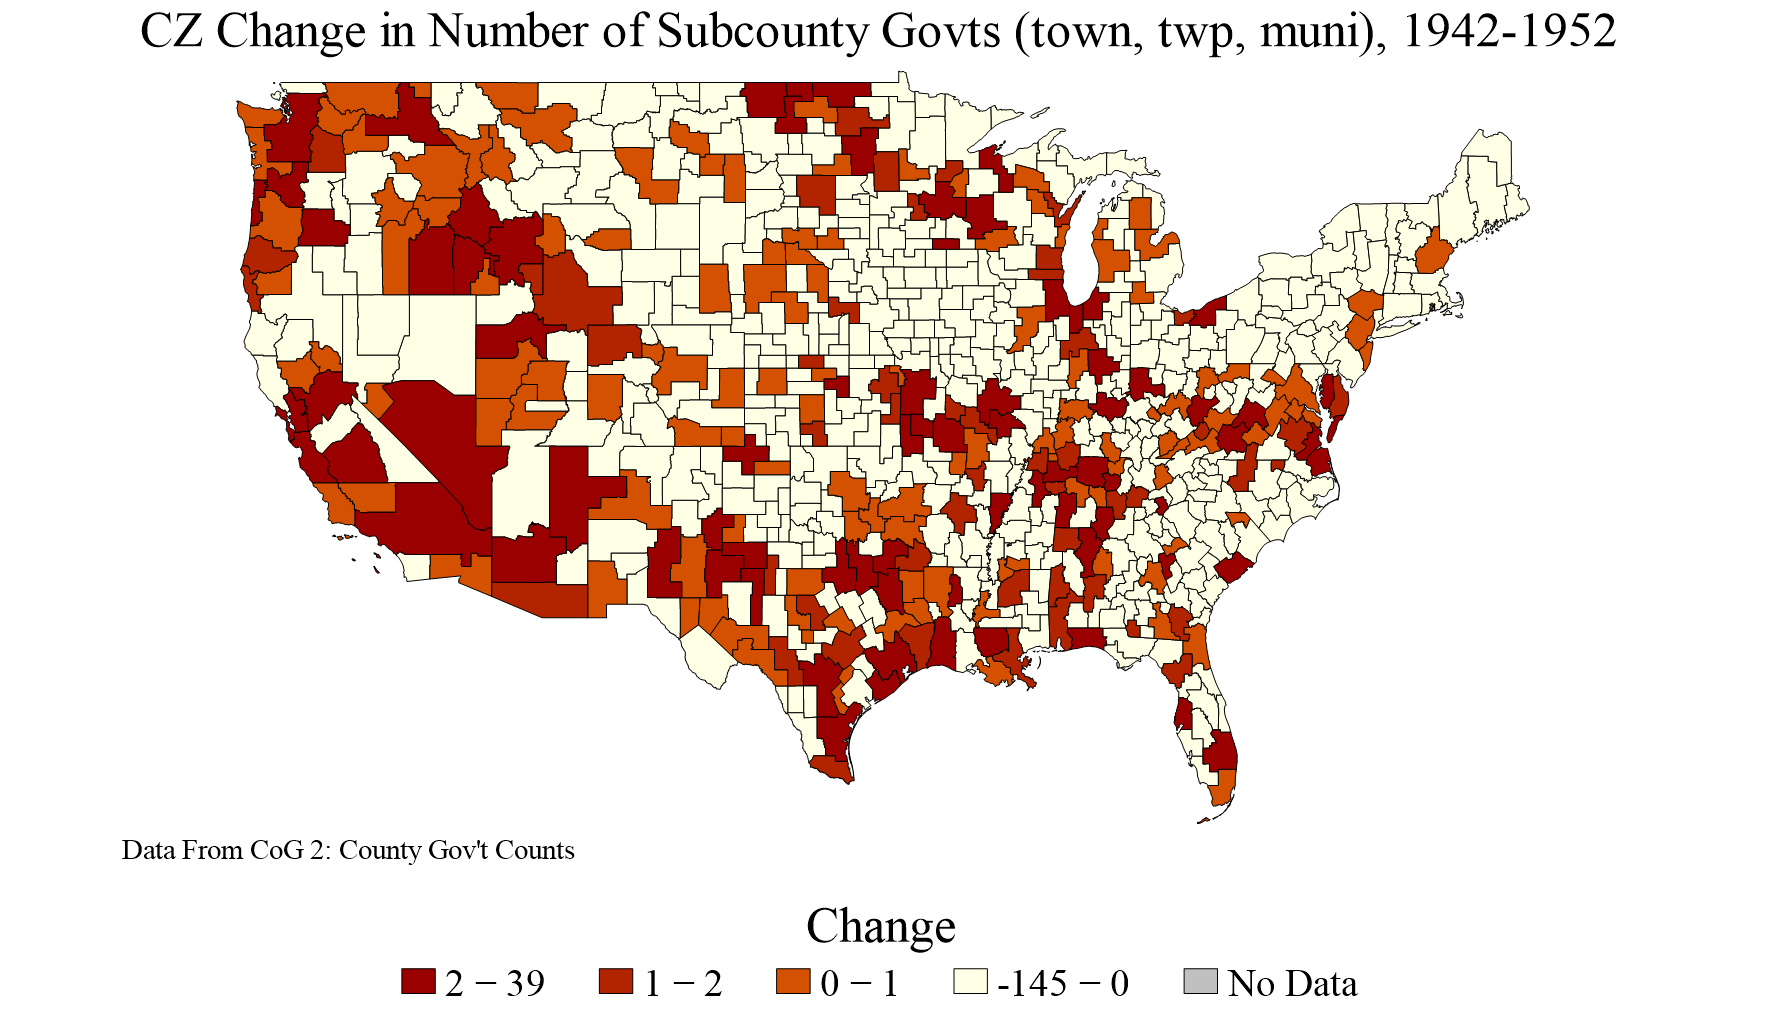 CZ Change in Number of Subcounty Govts (town, twp, muni), 1942-1952
Data From CoG 2: County Gov't Counts
Change
2 − 39
1 − 2
0 − 1
-145 − 0
No Data